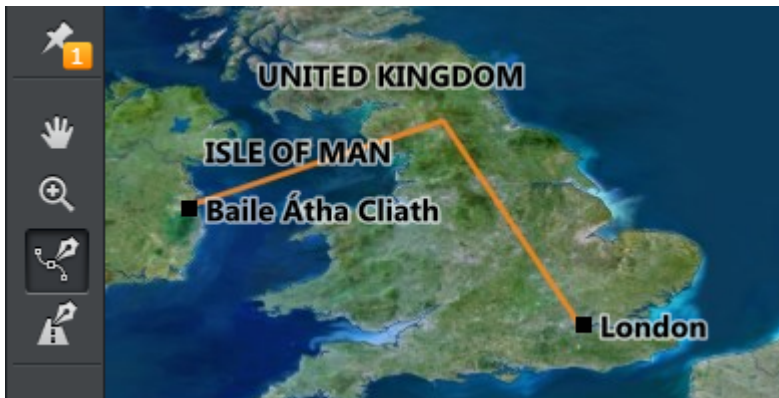 1
UNITED KINGDOM
ISLE OF MAN
Baile Átha Cliath
London